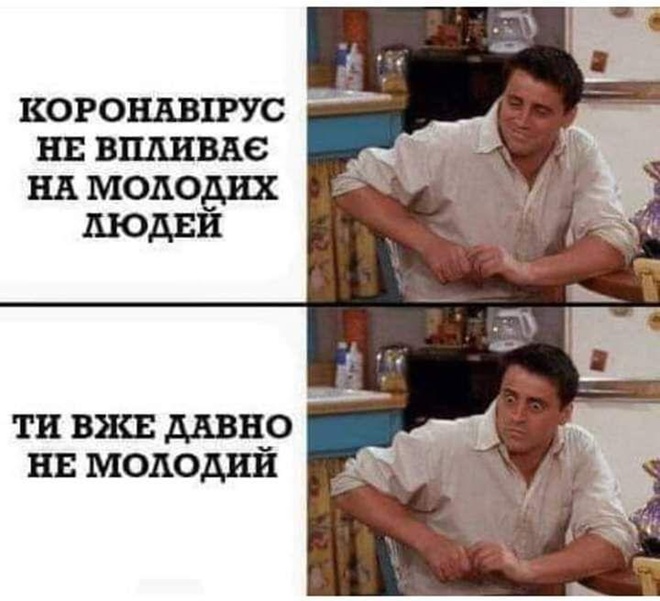 КОРОНАВІРУС
НЕ ВПЛИВАЄ
НА МОЛОДИХ
ЛЮДЕЙ
ТИ ВЖЕ ДАВНО
НЕ МОЛОДИЙ